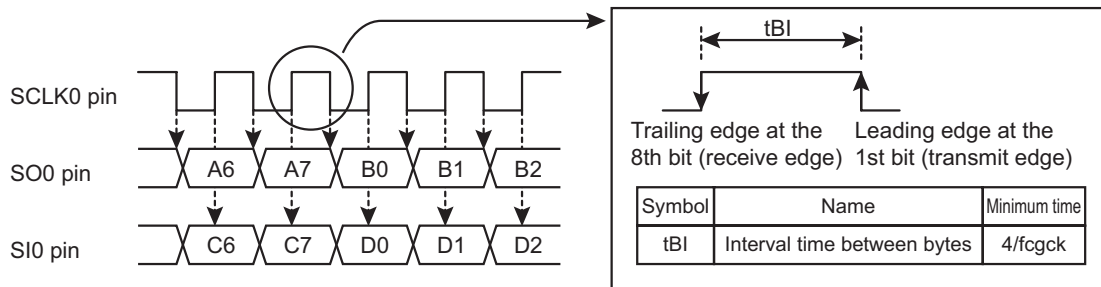 SCLK0 pin
SO0 pin
A6 A7 B0 B1 B2
SI0 pin
C6 C7 D0 D1 D2
tBI
Trailing edge at the
8th bit (receive edge)
Leading edge at the
1st bit (transmit edge)
Symbol Name Minimum time
tBI Interval time between bytes 4/fcgck